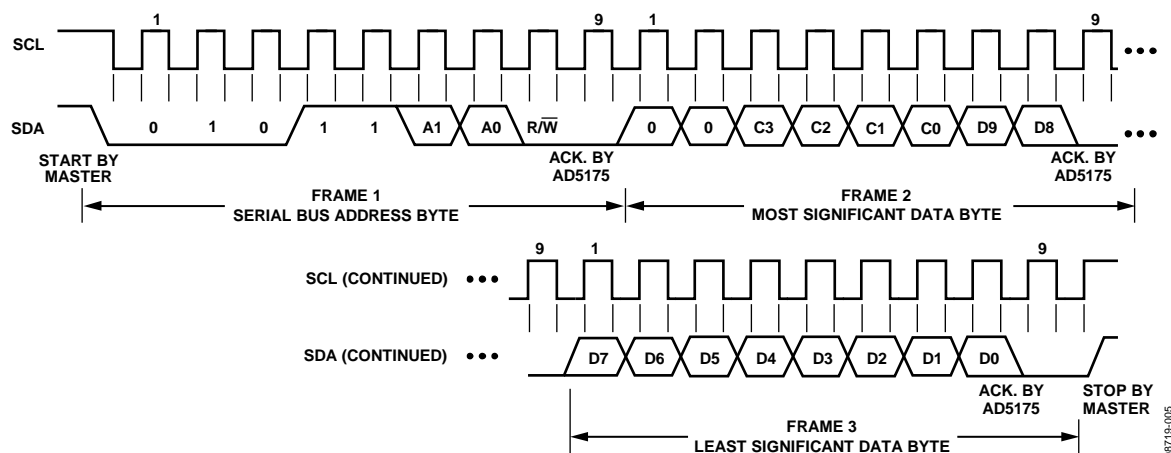 1 9 1 9
SCL
SDA 0 1 0 1 1 A1 A0 R/W̅ 0 0 C3 C2 C1 C0 D9 D8
START BY MASTER
ACK. BY AD5175
ACK. BY AD5175
FRAME 1
SERIAL BUS ADDRESS BYTE
FRAME 2
MOST SIGNIFICANT DATA BYTE
9 1 9
SCL (CONTINUED)
SDA (CONTINUED) D7 D6 D5 D4 D3 D2 D1 D0
ACK. BY AD5175
STOP BY MASTER
FRAME 3
LEAST SIGNIFICANT DATA BYTE